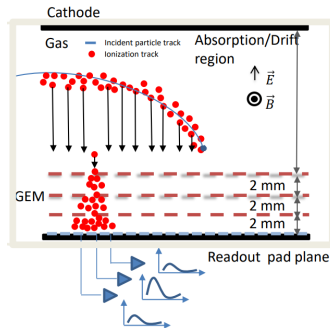 Cathode
Gas
Incident particle track
Ionization track
Absorption/Drift
region
E
B
GEM
2 mm
2 mm
2 mm
Readout pad plane